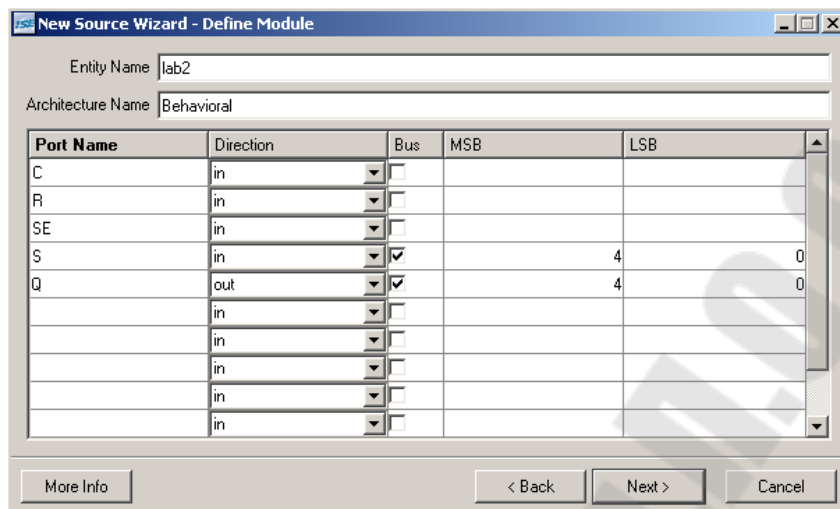 ISE New Source Wizard - Define Module
Entity Name lab2
Architecture Name Behavioral
Port Name Direction Bus MSB LSB
C in
R in
SE in
S in 4 0
Q out 4 0
in
in
in
in
in
More Info < Back Next > Cancel